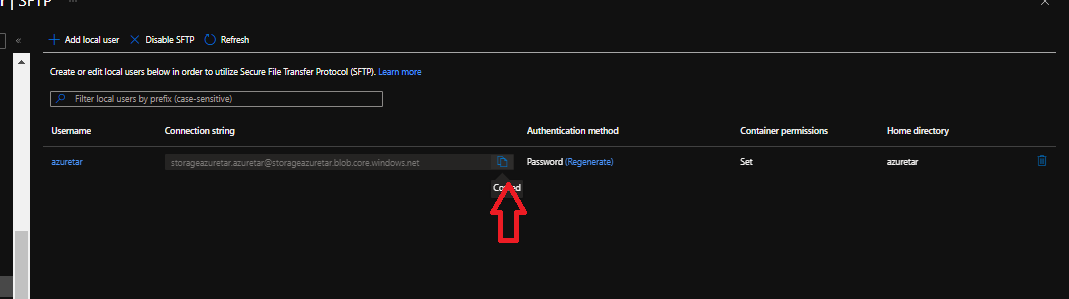 r | SFTP ...
« + Add local user Disable SFTP Refresh
Create or edit local users below in order to utilize Secure File Transfer Protocol (SFTP). Learn more
Filter local users by prefix (case-sensitive)
Username Connection string Authentication method Container permissions Home directory
azuretar storageazuretar.azuretar@storageazuretar.blob.core.windows.net Password (Regenerate) Set azuretar
Copied